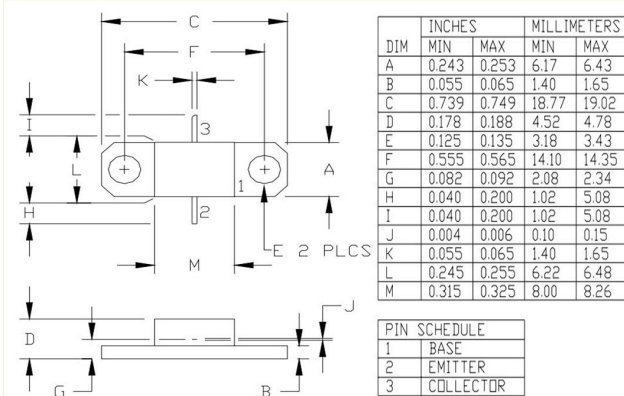 C
F
K
I
3
L
A
1
H
2
E 2 PLCS
M
J
D
G
B
INCHES MILLIMETERS
DIM MIN MAX MIN MAX
A 0.243 0.253 6.17 6.43
B 0.055 0.065 1.40 1.65
C 0.739 0.749 18.77 19.02
D 0.178 0.188 4.52 4.78
E 0.125 0.135 3.18 3.43
F 0.555 0.565 14.10 14.35
G 0.082 0.092 2.08 2.34
H 0.040 0.200 1.02 5.08
I 0.040 0.200 1.02 5.08
J 0.004 0.006 0.10 0.15
K 0.055 0.065 1.40 1.65
L 0.245 0.255 6.22 6.48
M 0.315 0.325 8.00 8.26
PIN SCHEDULE
1 BASE
2 EMITTER
3 COLLECTOR